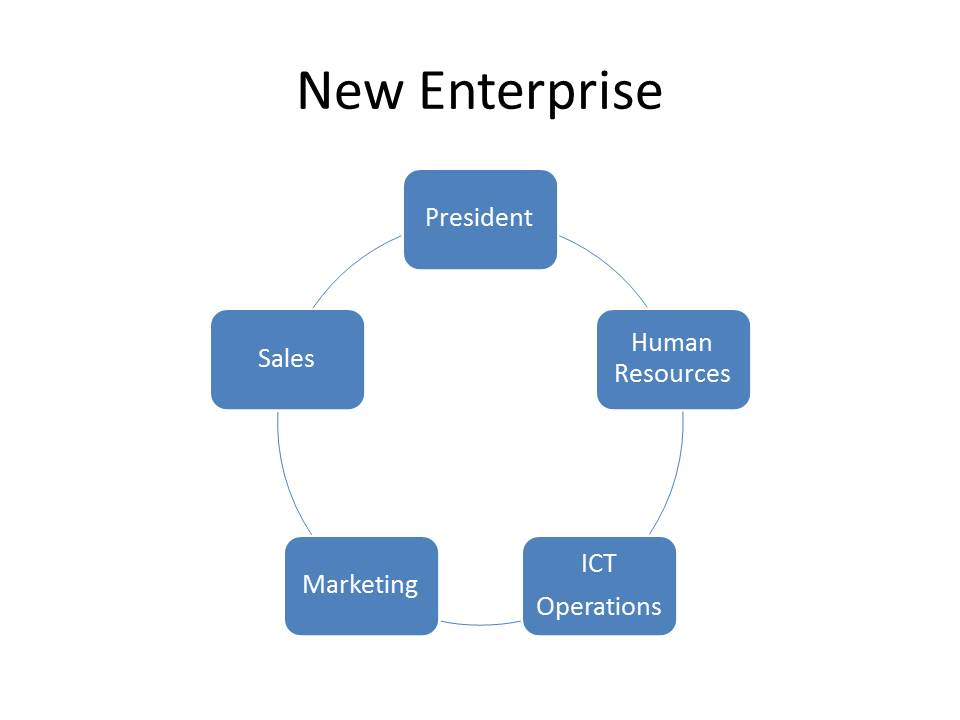 New Enterprise
President
Human
Resources
ICT
Operations
Marketing
Sales